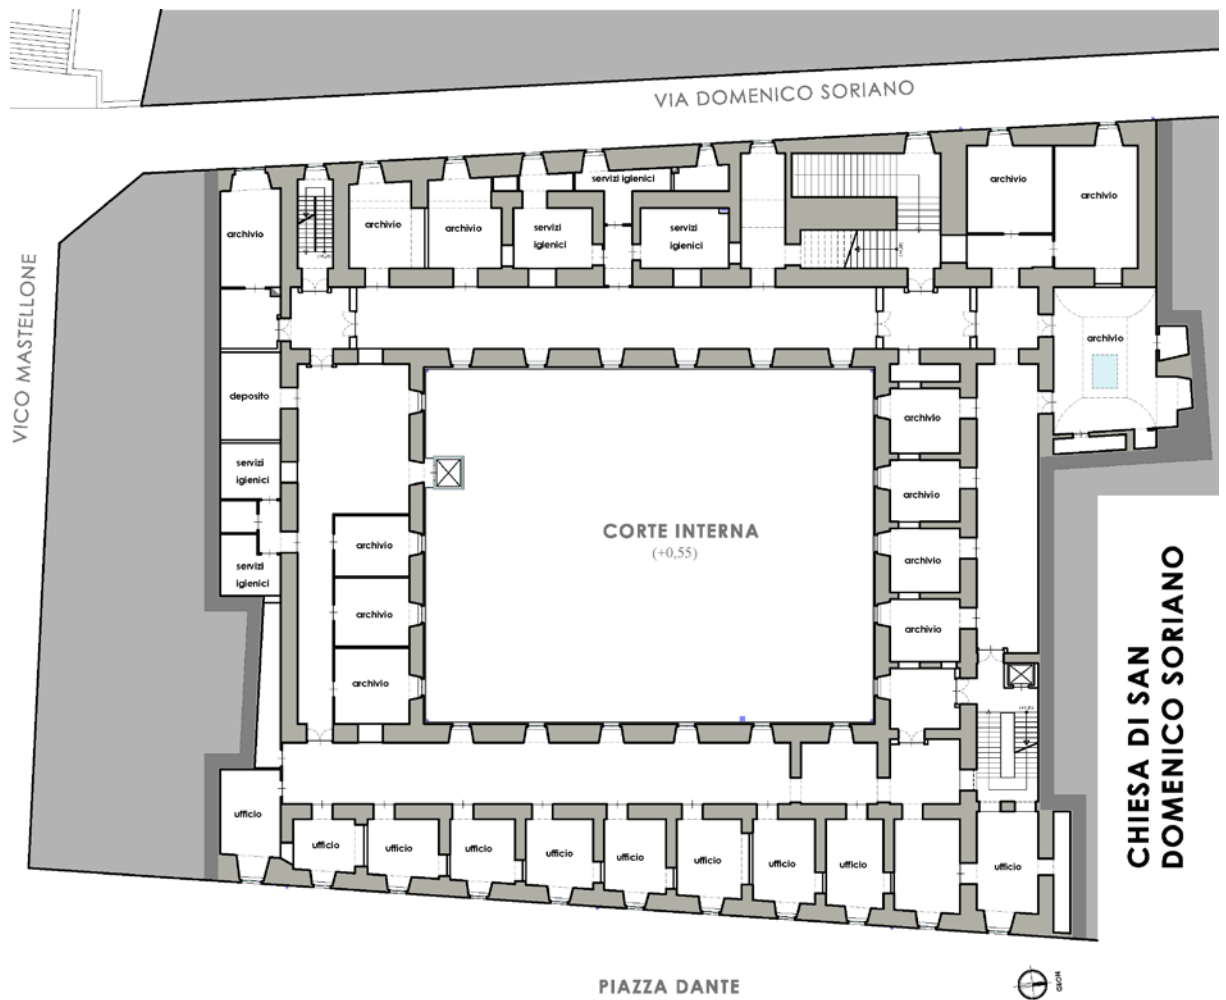 VIA DOMENICO SORIANO
VICO MASTELLONE
archivio
archivio
archivio
servizi
igienici
servizi igienici
servizi
igienici
archivio
archivio
archivio
deposito
servizi
igienici
servizi
igienici
archivio
archivio
archivio
CORTE INTERNA
(+0,55)
archivio
archivio
archivio
archivio
CHIESA DI SAN
DOMENICO SORIANO
ufficio
ufficio
ufficio
ufficio
ufficio
ufficio
ufficio
ufficio
ufficio
ufficio
PIAZZA DANTE